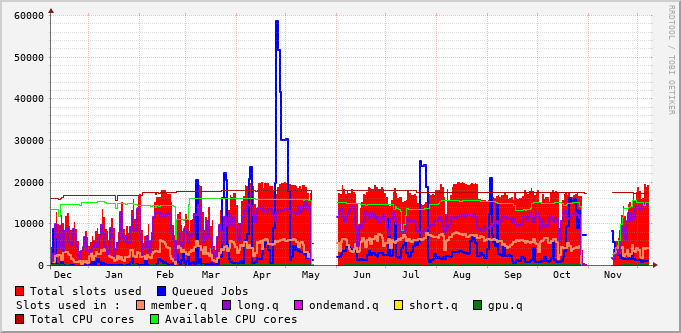 60000
50000
40000
30000
20000
10000
0
Dec Jan Feb Mar Apr May Jun Jul Aug Sep Oct Nov
RRDTOOL / TOBI OETIKER
Total slots used Queued Jobs
Slots used in : member.q long.q ondemand.q short.q gpu.q
Total CPU cores Available CPU cores